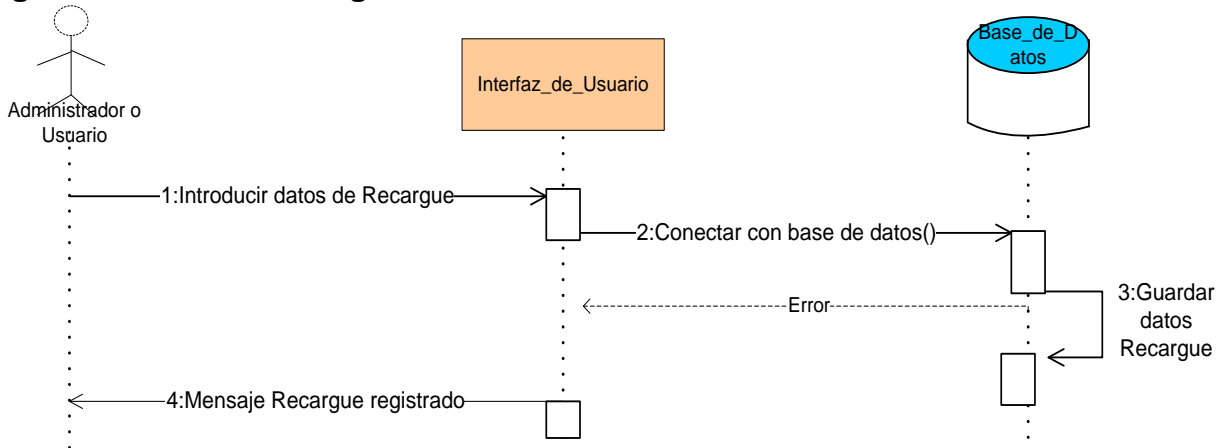 Base_de_D
atos
Interfaz_de_Usuario
Administrador o
Usuario
1:Introducir datos de Recargue
2:Conectar con base de datos()
3:Guardar
datos
Recargue
Error
4:Mensaje Recargue registrado